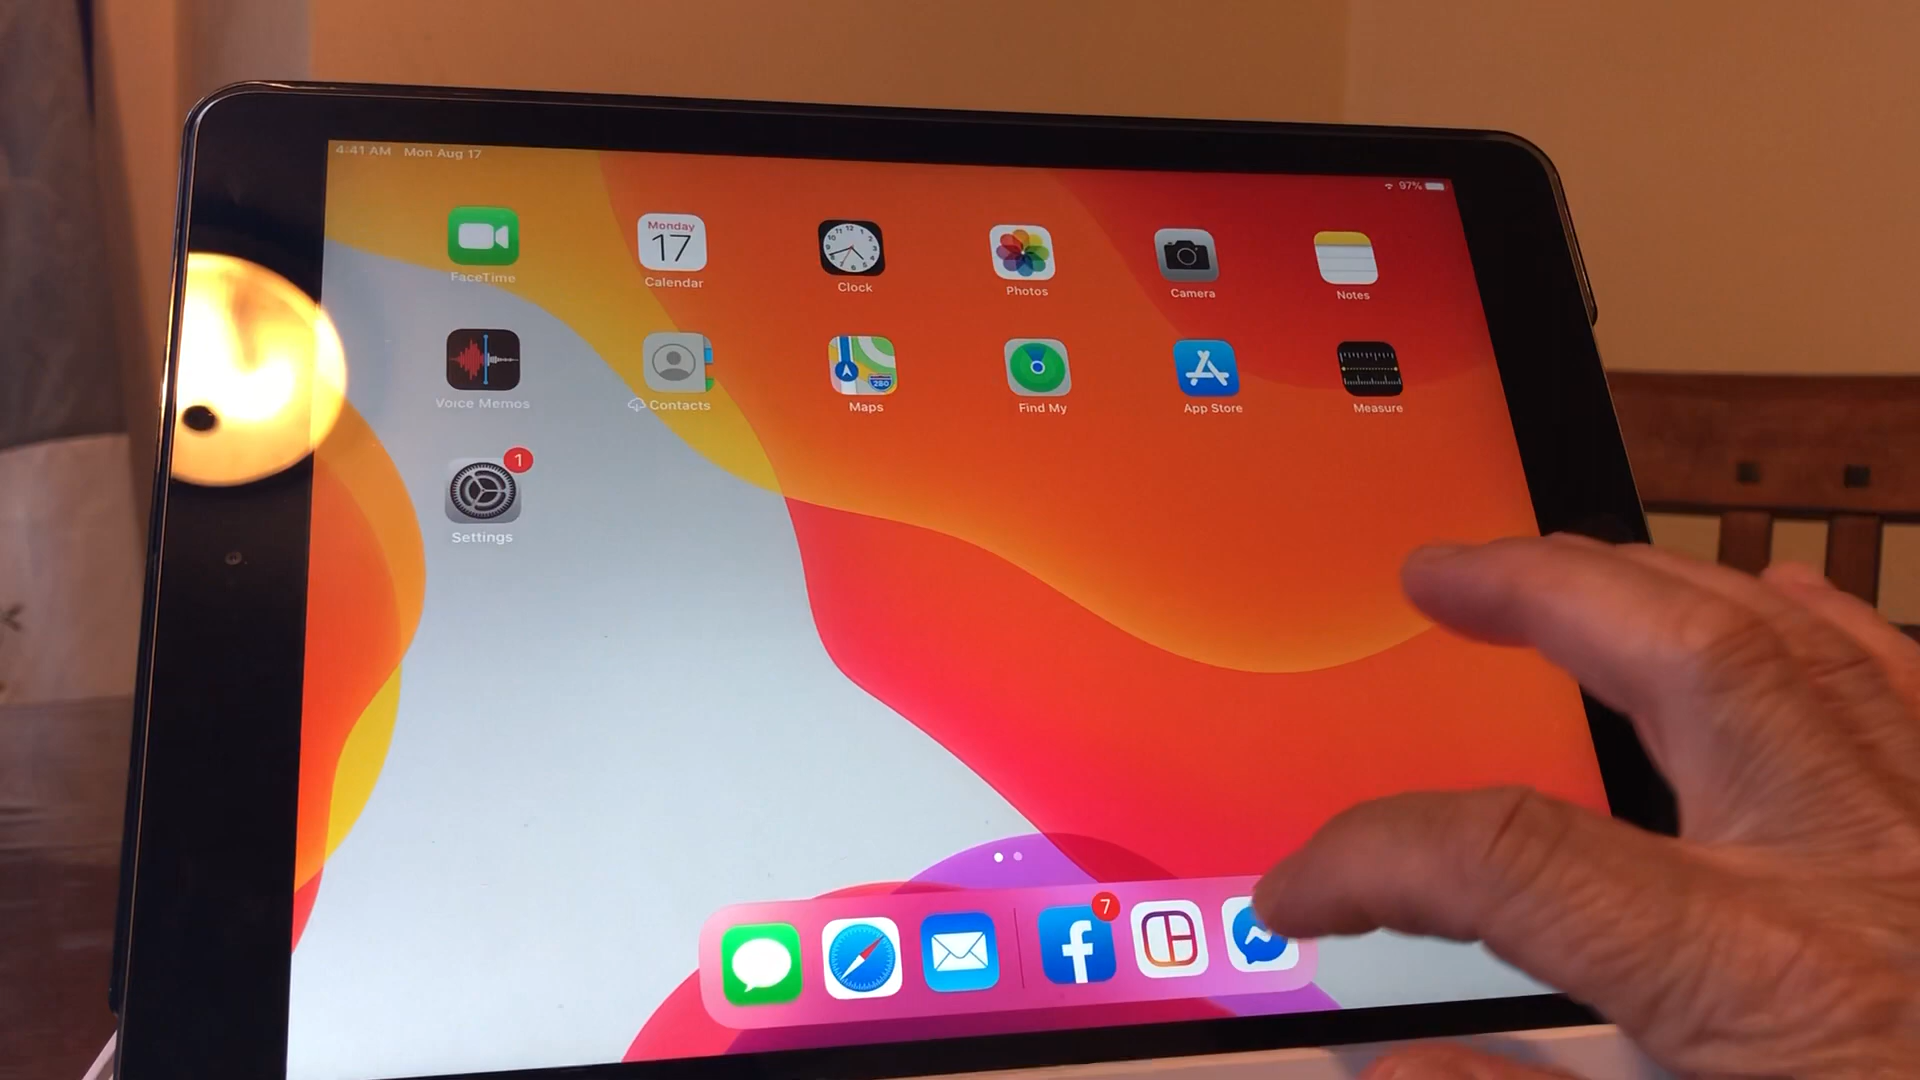 4:41 AM Mon Aug 17
97%
Monday
17
FaceTime
Calendar
Clock
Photos
Camera
Notes
280
Voice Memos
Contacts
Maps
Find My
App Store
Measure
1
Settings
7
f